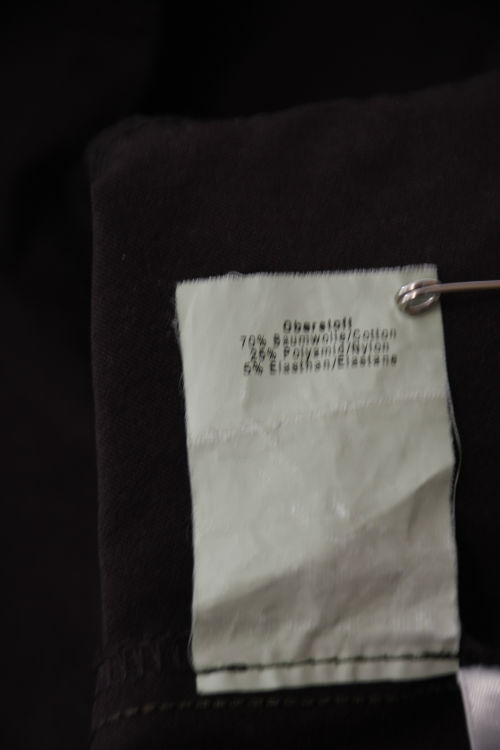 Oberstoff
70% Baumwolle/Cotton
25% Polyamid/Nylon
5% Elasthan/Elastane